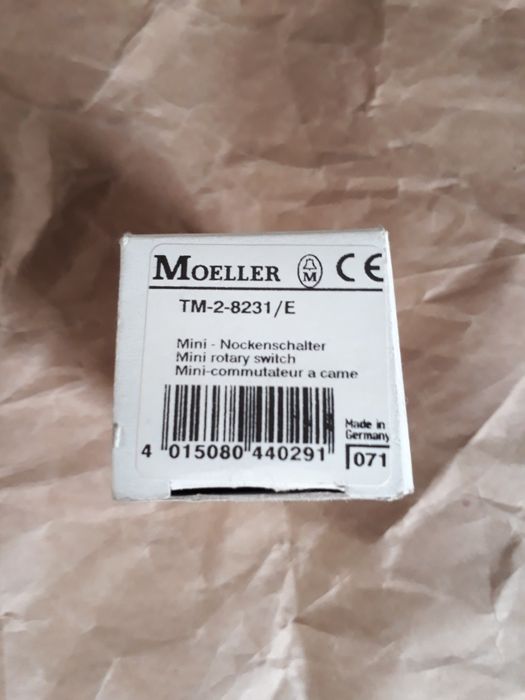 MOELLER M CE
TM-2-8231/E
Mini - Nockenschalter
Mini rotary switch
Mini-commutateur a came
Made in
Germany
4 015080 440291
071